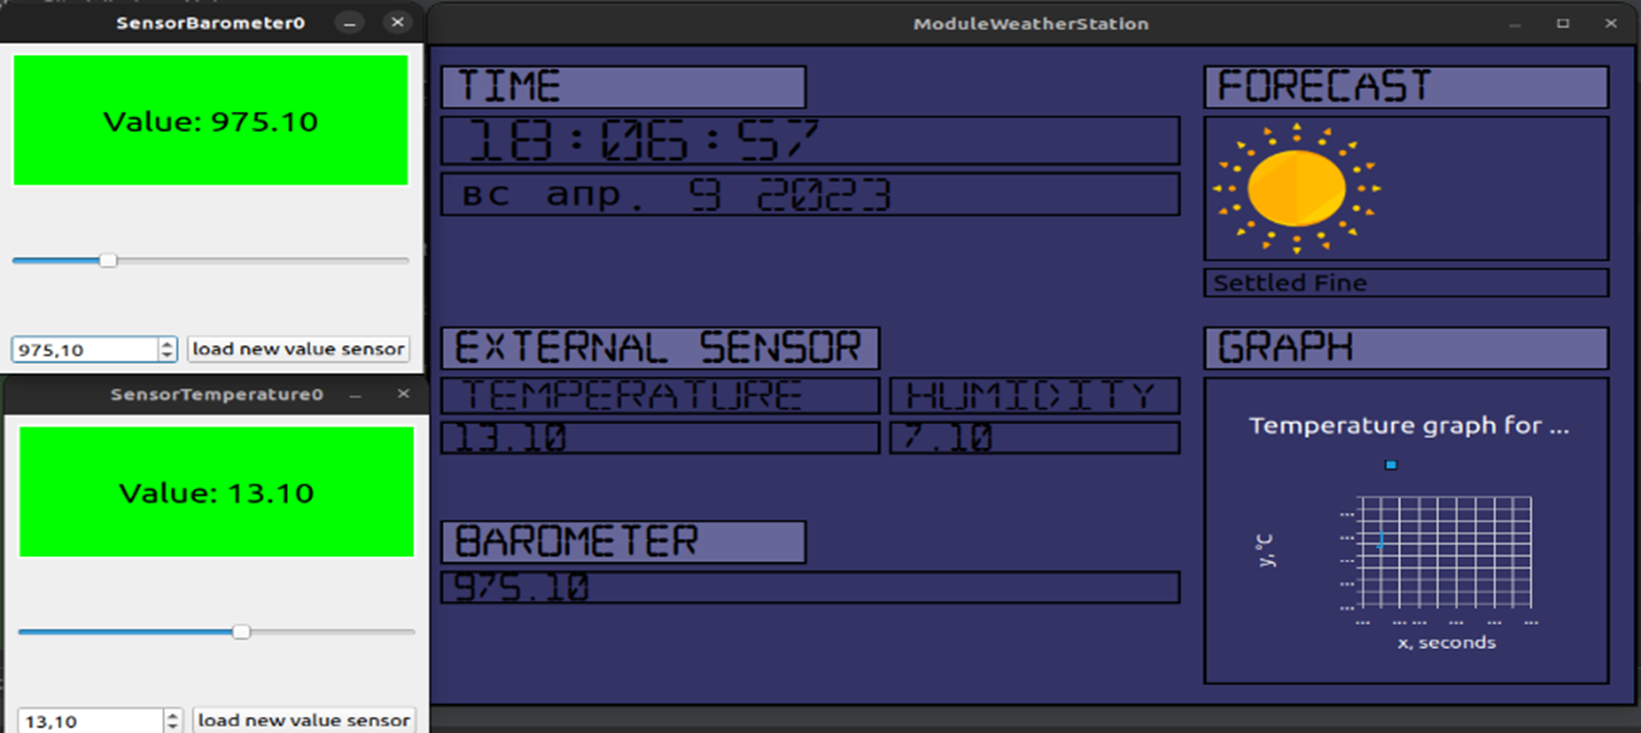 SensorBarometer0
Value: 975.10
975,10
load new value sensor
SensorTemperature0
Value: 13.10
13,10
load new value sensor
ModuleWeatherStation
TIME
18:06:57
вс апр. 9 2023
EXTERNAL SENSOR
TEMPERATURE
HUMIDITY
13.10
7.10
BAROMETER
975.10
FORECAST
Settled Fine
GRAPH
Temperature graph for ...
y,°C
...
...
...
...
...
... ... ... ... ... ...
x, seconds